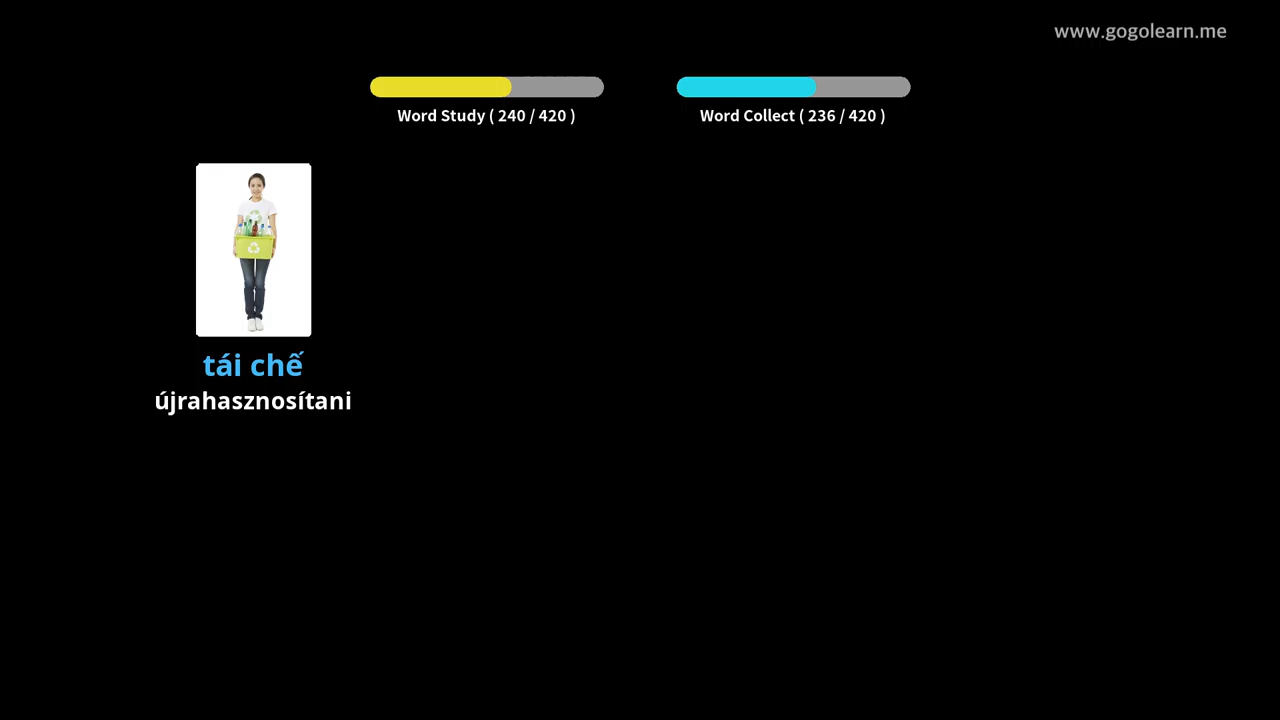 www.gogolearn.me
Word Study ( 240 / 420 )
Word Collect ( 236 / 420 )
tái chế
újrahasznosítani